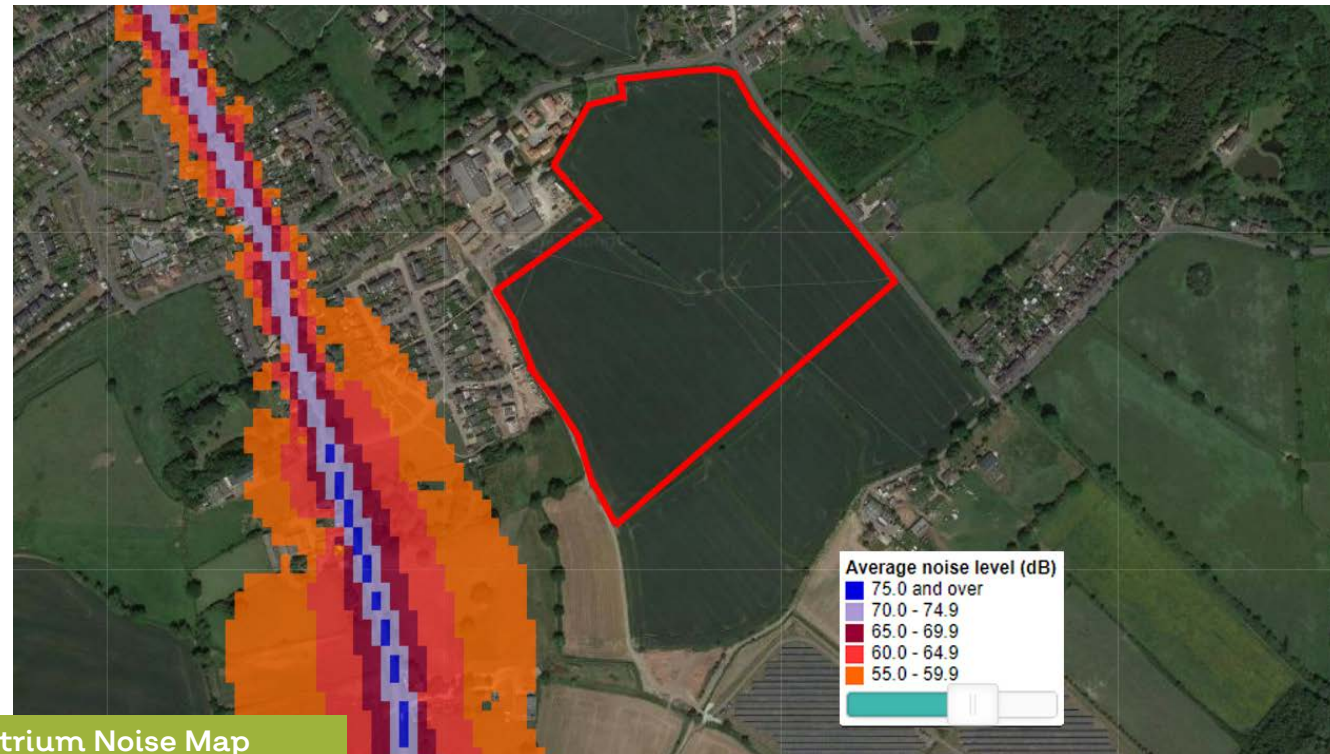 Average noise level (dB)
75.0 and over
70.0 - 74.9
65.0 - 69.9
60.0 - 64.9
55.0 - 59.9
trium Noise Map